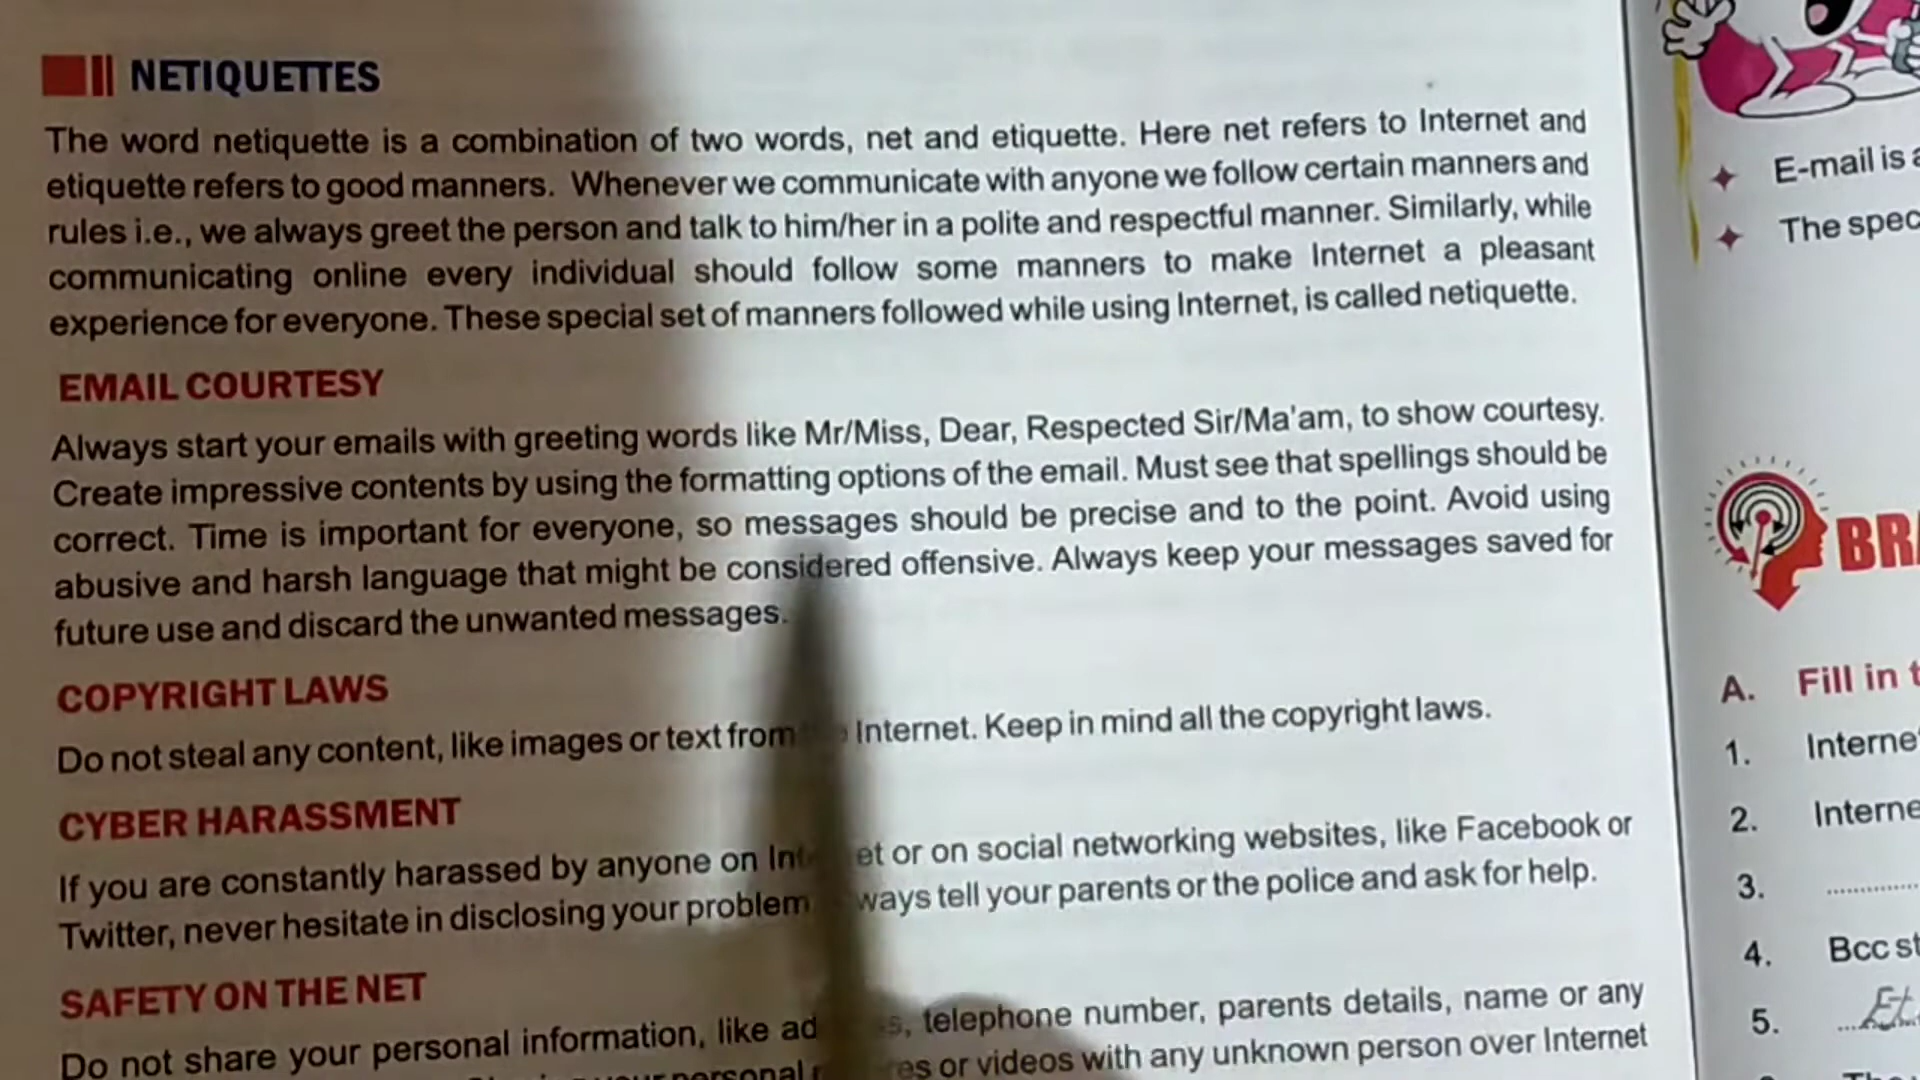 NETIQUETTES
The word netiquette is a combination of two words, net and etiquette. Here net refers to Internet and
etiquette refers to good manners. Whenever we communicate with anyone we follow certain manners and
rules i.e., we always greet the person and talk to him/her in a polite and respectful manner. Similarly, while
communicating online every individual should follow some manners to make Internet a pleasant
experience for everyone. These special set of manners followed while using Internet, is called netiquette.
EMAIL COURTESY
Always start your emails with greeting words like Mr/Miss, Dear, Respected Sir/Ma'am, to show courtesy.
Create impressive contents by using the formatting options of the email. Must see that spellings should be
correct. Time is important for everyone, so messages should be precise and to the point. Avoid using
abusive and harsh language that might be considered offensive. Always keep your messages saved for
future use and discard the unwanted messages.
COPYRIGHT LAWS
Do not steal any content, like images or text from Internet. Keep in mind all the copyright laws.
CYBER HARASSMENT
If you are constantly harassed by anyone on or on social networking websites, like Facebook or
Twitter, never hesitate in disclosing your problem tell your parents or the police and ask for help.
SAFETY ON THE NET
Do not share your personal information, like telephone number, parents details, name or any
personal or videos with any unknown person over Internet
E-mail is
The
A. Fill in
1.
2.
3.
4. Bcc
5.